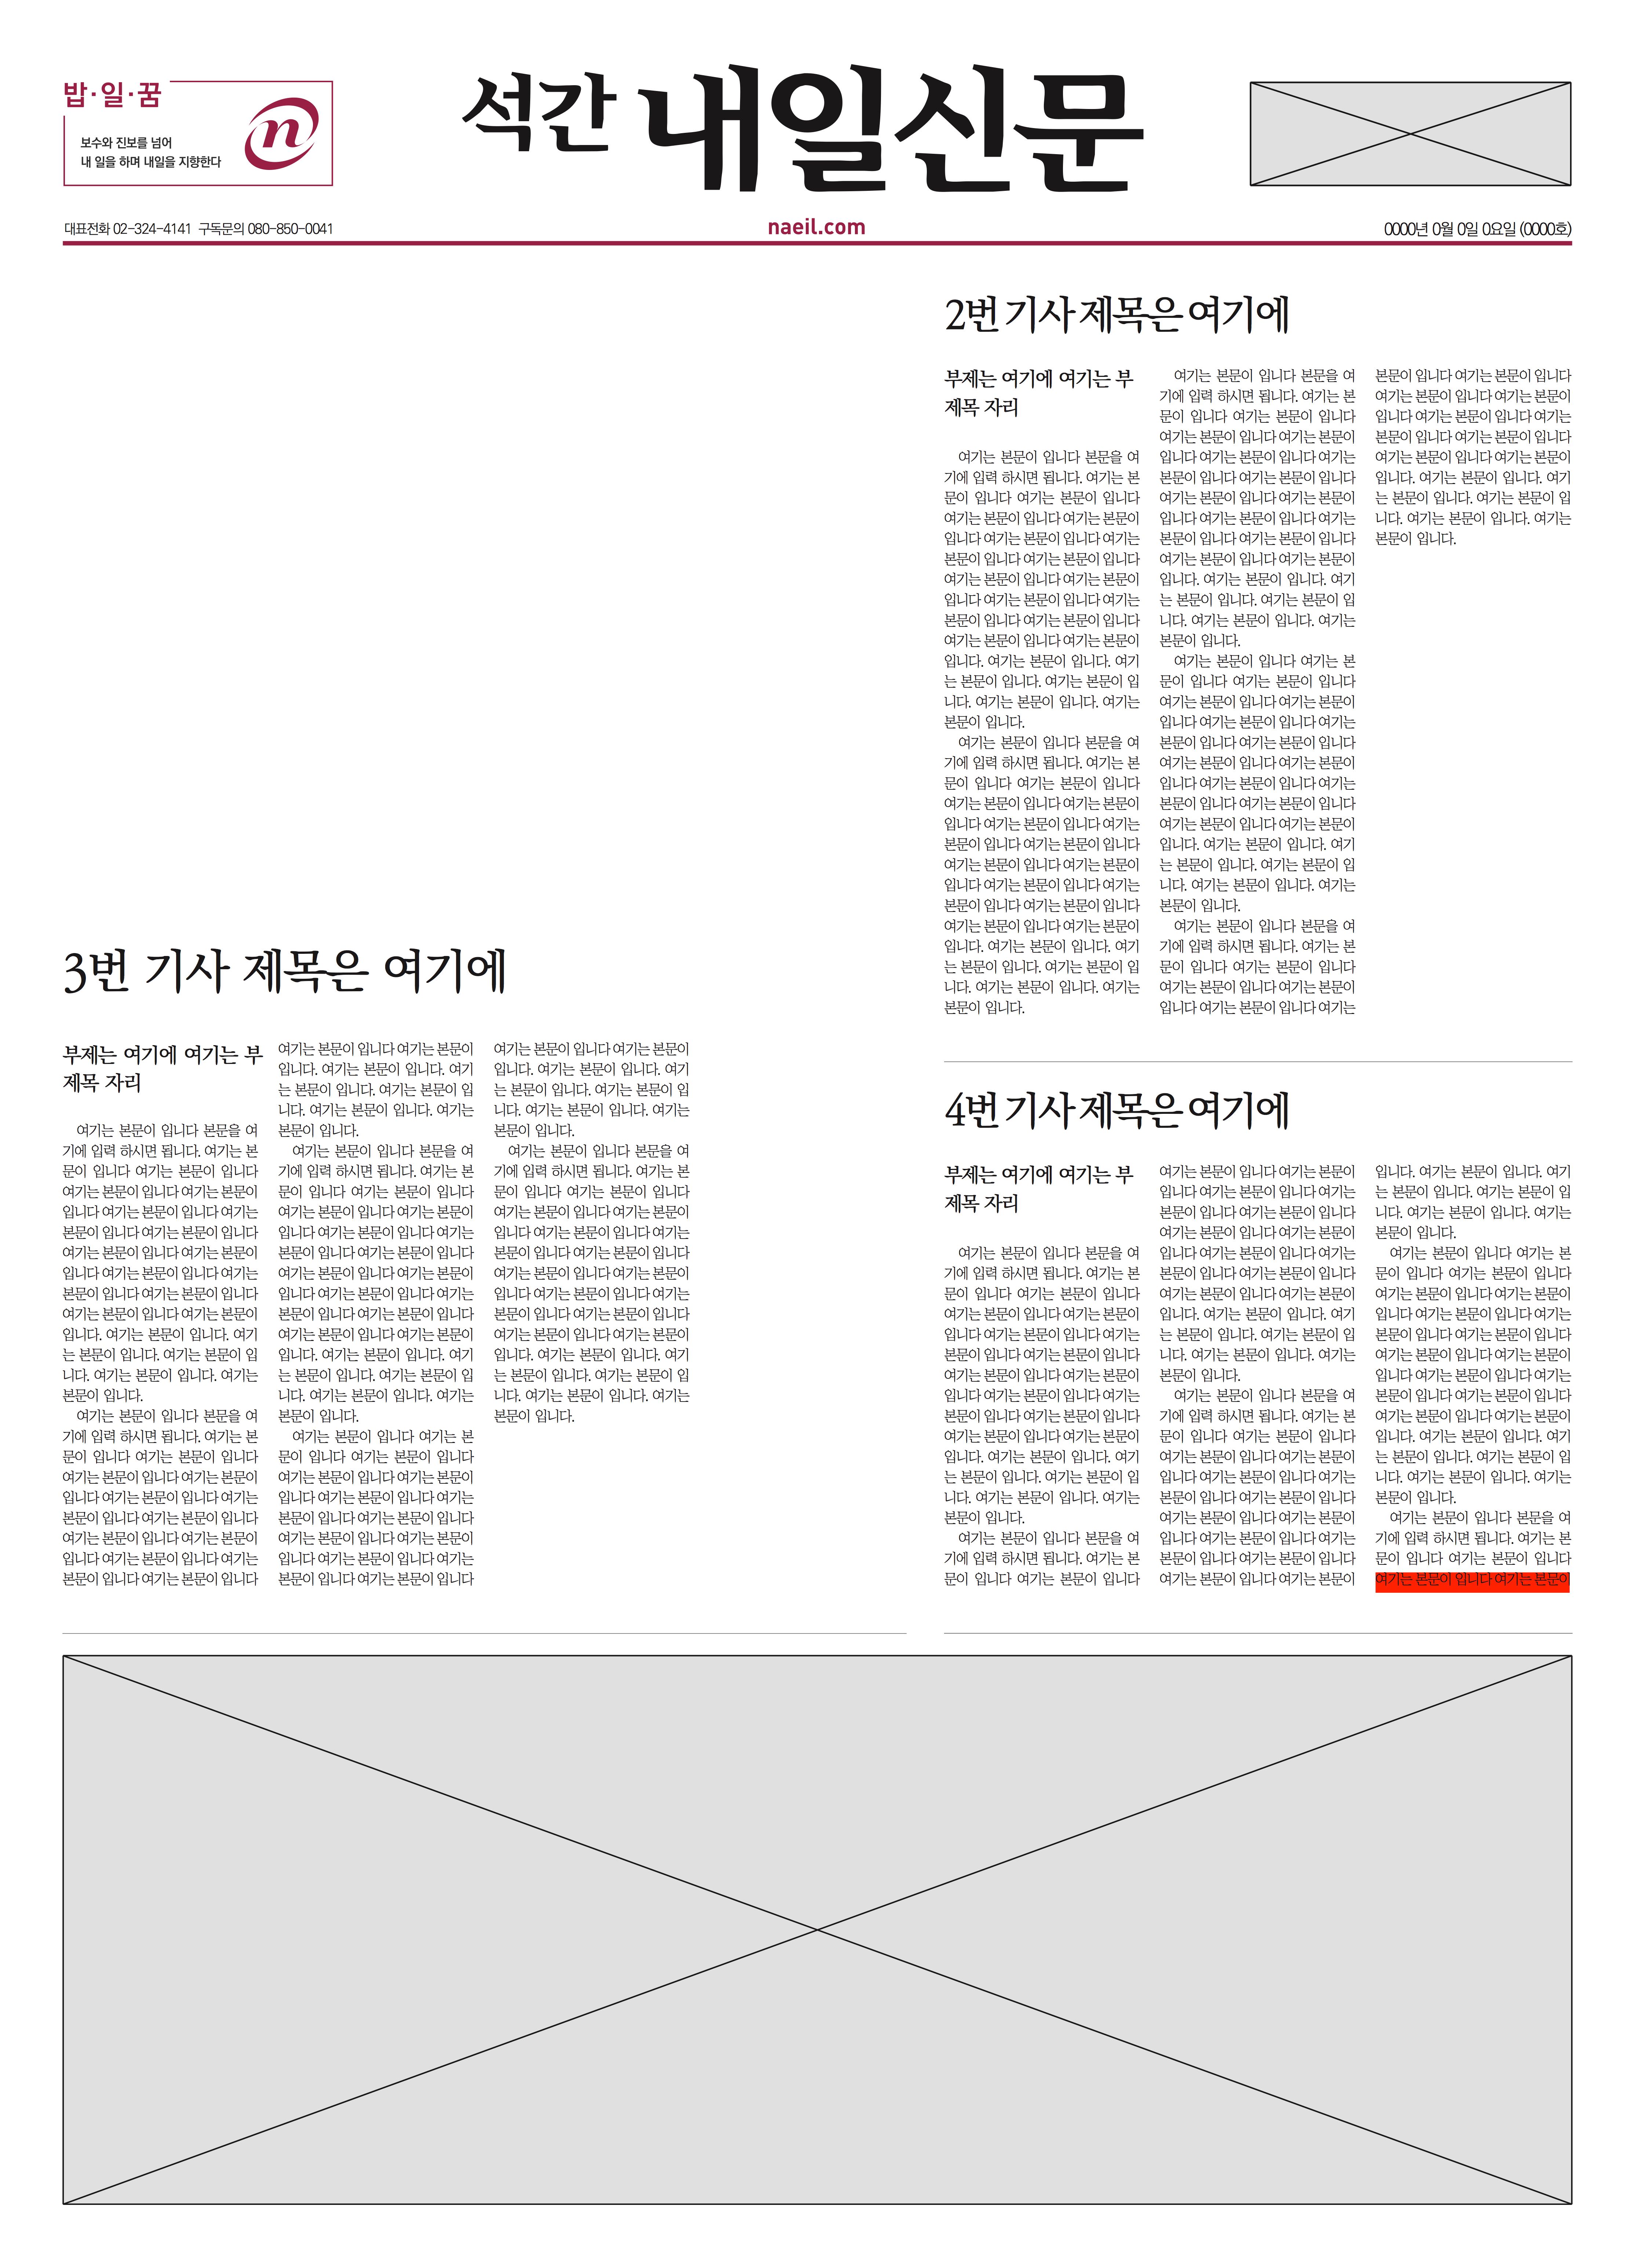 밥·일·꿈
보수와 진보를 넘어
내 일을 하며 내일을 지향한다
석간 내일신문
대표전화 02-324-4141 구독문의 080-850-0041
naeil.com
0000년 0월 0일 0요일 (0000호)
2번 기사 제목은 여기에
부제는 여기에 여기는 부
제목 자리
여기는 본문이 입니다 본문을 여
기에 입력 하시면 됩니다. 여기는 본
문이 입니다 여기는 본문이 입니다
여기는 본문이 입니다 여기는 본문이
입니다 여기는 본문이 입니다 여기는
본문이 입니다 여기는 본문이 입니다
여기는 본문이 입니다 여기는 본문이
입니다 여기는 본문이 입니다 여기는
본문이 입니다 여기는 본문이 입니다
여기는 본문이 입니다 여기는 본문이
입니다. 여기는 본문이 입니다. 여기
는 본문이 입니다. 여기는 본문이 입
니다. 여기는 본문이 입니다. 여기는
본문이 입니다.
여기는 본문이 입니다 본문을 여
기에 입력 하시면 됩니다. 여기는 본
문이 입니다 여기는 본문이 입니다
여기는 본문이 입니다 여기는 본문이
입니다 여기는 본문이 입니다 여기는
본문이 입니다 여기는 본문이 입니다
여기는 본문이 입니다 여기는 본문이
입니다 여기는 본문이 입니다 여기는
본문이 입니다 여기는 본문이 입니다
여기는 본문이 입니다 여기는 본문이
입니다. 여기는 본문이 입니다. 여기
는 본문이 입니다. 여기는 본문이 입
니다. 여기는 본문이 입니다. 여기는
본문이 입니다.
여기는 본문이 입니다 본문을 여
기에 입력 하시면 됩니다. 여기는 본
문이 입니다 여기는 본문이 입니다
여기는 본문이 입니다 여기는 본문이
입니다 여기는 본문이 입니다 여기는
본문이 입니다 여기는 본문이 입니다
여기는 본문이 입니다 여기는 본문이
입니다 여기는 본문이 입니다 여기는
본문이 입니다 여기는 본문이 입니다
여기는 본문이 입니다 여기는 본문이
입니다. 여기는 본문이 입니다. 여기
는 본문이 입니다. 여기는 본문이 입
니다. 여기는 본문이 입니다. 여기는
본문이 입니다.
여기는 본문이 입니다 여기는 본
문이 입니다 여기는 본문이 입니다
여기는 본문이 입니다 여기는 본문이
입니다 여기는 본문이 입니다 여기는
본문이 입니다 여기는 본문이 입니다
여기는 본문이 입니다 여기는 본문이
입니다 여기는 본문이 입니다 여기는
본문이 입니다 여기는 본문이 입니다
여기는 본문이 입니다 여기는 본문이
입니다. 여기는 본문이 입니다. 여기
는 본문이 입니다. 여기는 본문이 입
니다. 여기는 본문이 입니다. 여기는
본문이 입니다.
여기는 본문이 입니다 본문을 여
기에 입력 하시면 됩니다. 여기는 본
문이 입니다 여기는 본문이 입니다
여기는 본문이 입니다 여기는 본문이
입니다 여기는 본문이 입니다 여기는
본문이 입니다 여기는 본문이 입니다
여기는 본문이 입니다 여기는 본문이
입니다 여기는 본문이 입니다 여기는
본문이 입니다 여기는 본문이 입니다
여기는 본문이 입니다 여기는 본문이
입니다. 여기는 본문이 입니다. 여기
는 본문이 입니다. 여기는 본문이 입
니다. 여기는 본문이 입니다. 여기는
본문이 입니다.
3번 기사 제목은 여기에
부제는 여기에 여기는 부
제목 자리
여기는 본문이 입니다 본문을 여
기에 입력 하시면 됩니다. 여기는 본
문이 입니다 여기는 본문이 입니다
여기는 본문이 입니다 여기는 본문이
입니다 여기는 본문이 입니다 여기는
본문이 입니다 여기는 본문이 입니다
여기는 본문이 입니다 여기는 본문이
입니다 여기는 본문이 입니다 여기는
본문이 입니다 여기는 본문이 입니다
여기는 본문이 입니다 여기는 본문이
입니다. 여기는 본문이 입니다. 여기
는 본문이 입니다. 여기는 본문이 입
니다. 여기는 본문이 입니다. 여기는
본문이 입니다.
여기는 본문이 입니다 본문을 여
기에 입력 하시면 됩니다. 여기는 본
문이 입니다 여기는 본문이 입니다
여기는 본문이 입니다 여기는 본문이
입니다 여기는 본문이 입니다 여기는
본문이 입니다 여기는 본문이 입니다
여기는 본문이 입니다 여기는 본문이
입니다 여기는 본문이 입니다 여기는
본문이 입니다 여기는 본문이 입니다
여기는 본문이 입니다 여기는 본문이
입니다. 여기는 본문이 입니다. 여기
는 본문이 입니다. 여기는 본문이 입
니다. 여기는 본문이 입니다. 여기는
본문이 입니다.
여기는 본문이 입니다 본문을 여
기에 입력 하시면 됩니다. 여기는 본
문이 입니다 여기는 본문이 입니다
여기는 본문이 입니다 여기는 본문이
입니다 여기는 본문이 입니다 여기는
본문이 입니다 여기는 본문이 입니다
여기는 본문이 입니다 여기는 본문이
입니다 여기는 본문이 입니다 여기는
본문이 입니다 여기는 본문이 입니다
여기는 본문이 입니다 여기는 본문이
입니다. 여기는 본문이 입니다. 여기
는 본문이 입니다. 여기는 본문이 입
니다. 여기는 본문이 입니다. 여기는
본문이 입니다.
여기는 본문이 입니다 여기는 본
문이 입니다 여기는 본문이 입니다
여기는 본문이 입니다 여기는 본문이
입니다 여기는 본문이 입니다 여기는
본문이 입니다 여기는 본문이 입니다
여기는 본문이 입니다 여기는 본문이
입니다 여기는 본문이 입니다 여기는
본문이 입니다 여기는 본문이 입니다
여기는 본문이 입니다 여기는 본문이
입니다. 여기는 본문이 입니다. 여기
는 본문이 입니다. 여기는 본문이 입
니다. 여기는 본문이 입니다. 여기는
본문이 입니다.
여기는 본문이 입니다 본문을 여
기에 입력 하시면 됩니다. 여기는 본
문이 입니다 여기는 본문이 입니다
여기는 본문이 입니다 여기는 본문이
입니다 여기는 본문이 입니다 여기는
본문이 입니다 여기는 본문이 입니다
여기는 본문이 입니다 여기는 본문이
입니다 여기는 본문이 입니다 여기는
본문이 입니다 여기는 본문이 입니다
여기는 본문이 입니다 여기는 본문이
입니다. 여기는 본문이 입니다. 여기
는 본문이 입니다. 여기는 본문이 입
니다. 여기는 본문이 입니다. 여기는
본문이 입니다.
4번 기사 제목은 여기에
부제는 여기에 여기는 부
제목 자리
여기는 본문이 입니다 본문을 여
기에 입력 하시면 됩니다. 여기는 본
문이 입니다 여기는 본문이 입니다
여기는 본문이 입니다 여기는 본문이
입니다 여기는 본문이 입니다 여기는
본문이 입니다 여기는 본문이 입니다
여기는 본문이 입니다 여기는 본문이
입니다 여기는 본문이 입니다 여기는
본문이 입니다 여기는 본문이 입니다
여기는 본문이 입니다 여기는 본문이
입니다. 여기는 본문이 입니다. 여기
는 본문이 입니다. 여기는 본문이 입
니다. 여기는 본문이 입니다. 여기는
본문이 입니다.
여기는 본문이 입니다 본문을 여
기에 입력 하시면 됩니다. 여기는 본
문이 입니다 여기는 본문이 입니다
여기는 본문이 입니다 여기는 본문이
입니다 여기는 본문이 입니다 여기는
본문이 입니다 여기는 본문이 입니다
여기는 본문이 입니다 여기는 본문이
입니다 여기는 본문이 입니다 여기는
본문이 입니다 여기는 본문이 입니다
여기는 본문이 입니다 여기는 본문이
입니다. 여기는 본문이 입니다. 여기
는 본문이 입니다. 여기는 본문이 입
니다. 여기는 본문이 입니다. 여기는
본문이 입니다.
여기는 본문이 입니다 본문을 여
기에 입력 하시면 됩니다. 여기는 본
문이 입니다 여기는 본문이 입니다
여기는 본문이 입니다 여기는 본문이
입니다 여기는 본문이 입니다 여기는
본문이 입니다 여기는 본문이 입니다
여기는 본문이 입니다 여기는 본문이
입니다 여기는 본문이 입니다 여기는
본문이 입니다 여기는 본문이 입니다
여기는 본문이 입니다 여기는 본문이
입니다. 여기는 본문이 입니다. 여기
는 본문이 입니다. 여기는 본문이 입
니다. 여기는 본문이 입니다. 여기는
본문이 입니다.
여기는 본문이 입니다 여기는 본
문이 입니다 여기는 본문이 입니다
여기는 본문이 입니다 여기는 본문이
입니다 여기는 본문이 입니다 여기는
본문이 입니다 여기는 본문이 입니다
여기는 본문이 입니다 여기는 본문이
입니다 여기는 본문이 입니다 여기는
본문이 입니다 여기는 본문이 입니다
여기는 본문이 입니다 여기는 본문이
입니다. 여기는 본문이 입니다. 여기
는 본문이 입니다. 여기는 본문이 입
니다. 여기는 본문이 입니다. 여기는
본문이 입니다.
여기는 본문이 입니다 본문을 여
기에 입력 하시면 됩니다. 여기는 본
문이 입니다 여기는 본문이 입니다
여기는 본문이 입니다 여기는 본문이